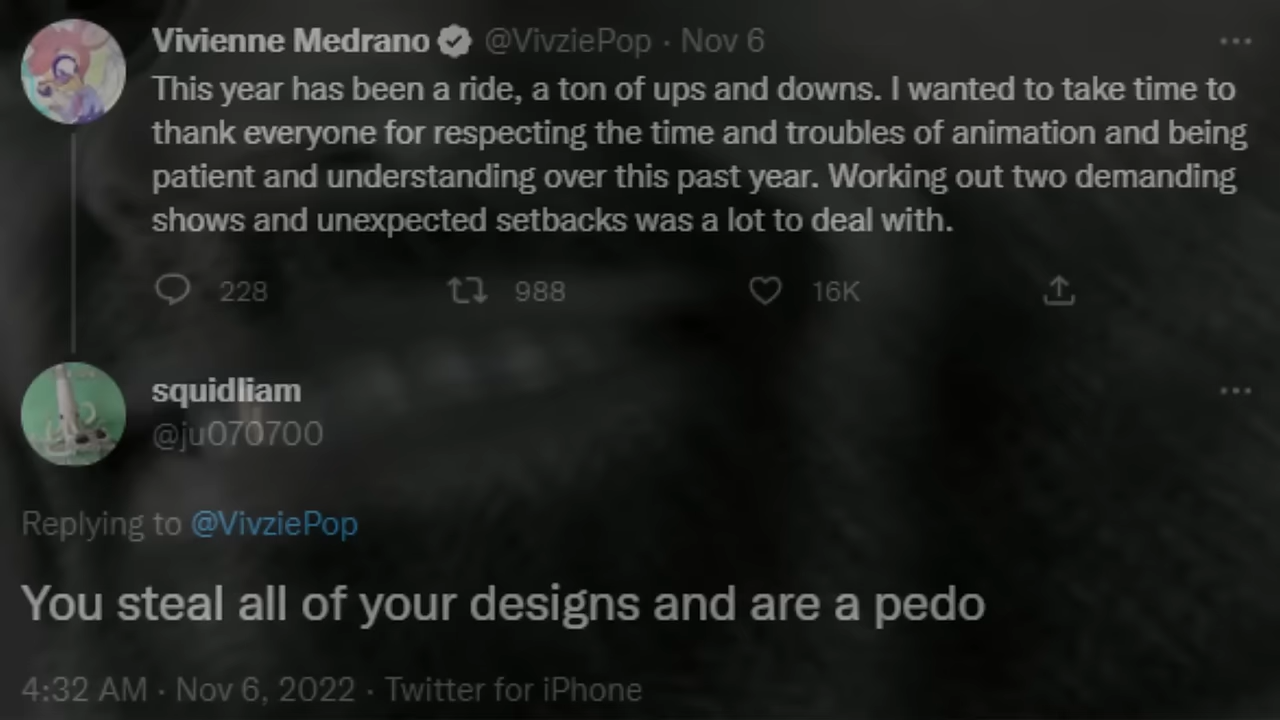 Vivienne Medrano @VivziePop · Nov 6
This year has been a ride, a ton of ups and downs. I wanted to take time to
thank everyone for respecting the time and troubles of animation and being
patient and understanding over this past year. Working out two demanding
shows and unexpected setbacks was a lot to deal with.
228 988 16K
squidliam
@ju070700
Replying to @VivziePop
You steal all of your designs and are a pedo
4:32 AM · Nov 6, 2022 · Twitter for iPhone